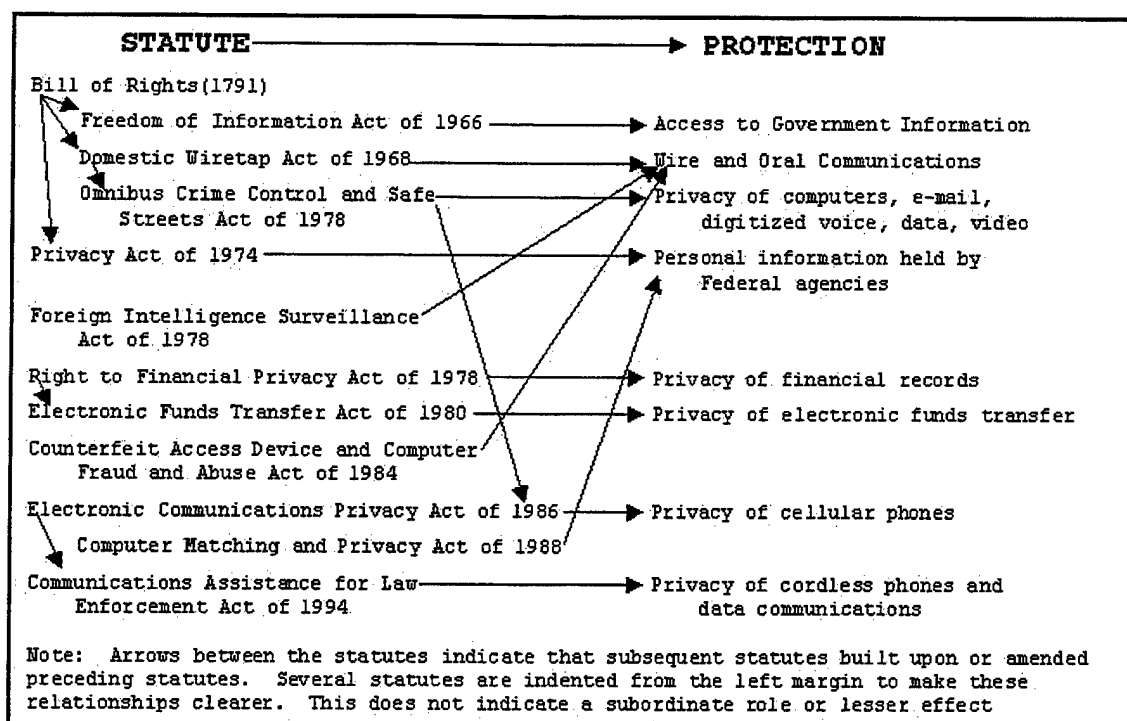 STATUTE PROTECTION
Bill of Rights(1791)
Freedom of Information Act of 1966 Access to Government Information
Domestic Wiretap Act of 1968 Wire and Oral Communications
Omnibus Crime Control and Safe Privacy of computers, e-mail,
Streets Act of 1978 digitized voice, data, video
Privacy Act of 1974 Personal information held by
Federal agencies
Foreign Intelligence Surveillance
Act of 1978
Right to Financial Privacy Act of 1978 Privacy of financial records
Electronic Funds Transfer Act of 1980 Privacy of electronic funds transfer
Counterfeit Access Device and Computer
Fraud and Abuse Act of 1984
Electronic Communications Privacy Act of 1986 Privacy of cellular phones
Computer Matching and Privacy Act of 1988
Communications Assistance for Law Privacy of cordless phones and
Enforcement Act of 1994 data communications
Note: Arrows between the statutes indicate that subsequent statutes built upon or amended
preceding statutes. Several statutes are indented from the left margin to make these
relationships clearer. This does not indicate a subordinate role or lesser effect